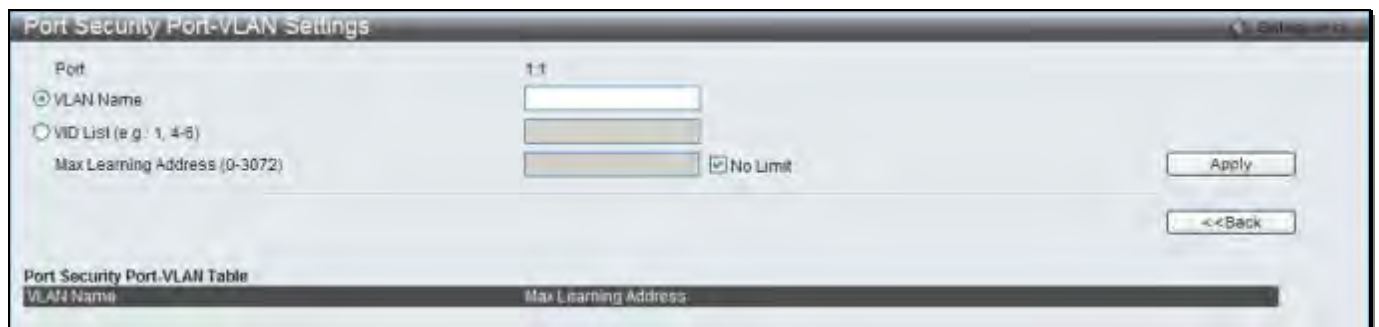 Port Security Port-VLAN Settings
Port 1:1
VLAN Name
VID List (e.g.: 1, 4-6)
Max Learning Address (0-3072) No Limit Apply
<<Back
Port Security Port-VLAN Table
VLAN Name Max Learning Address